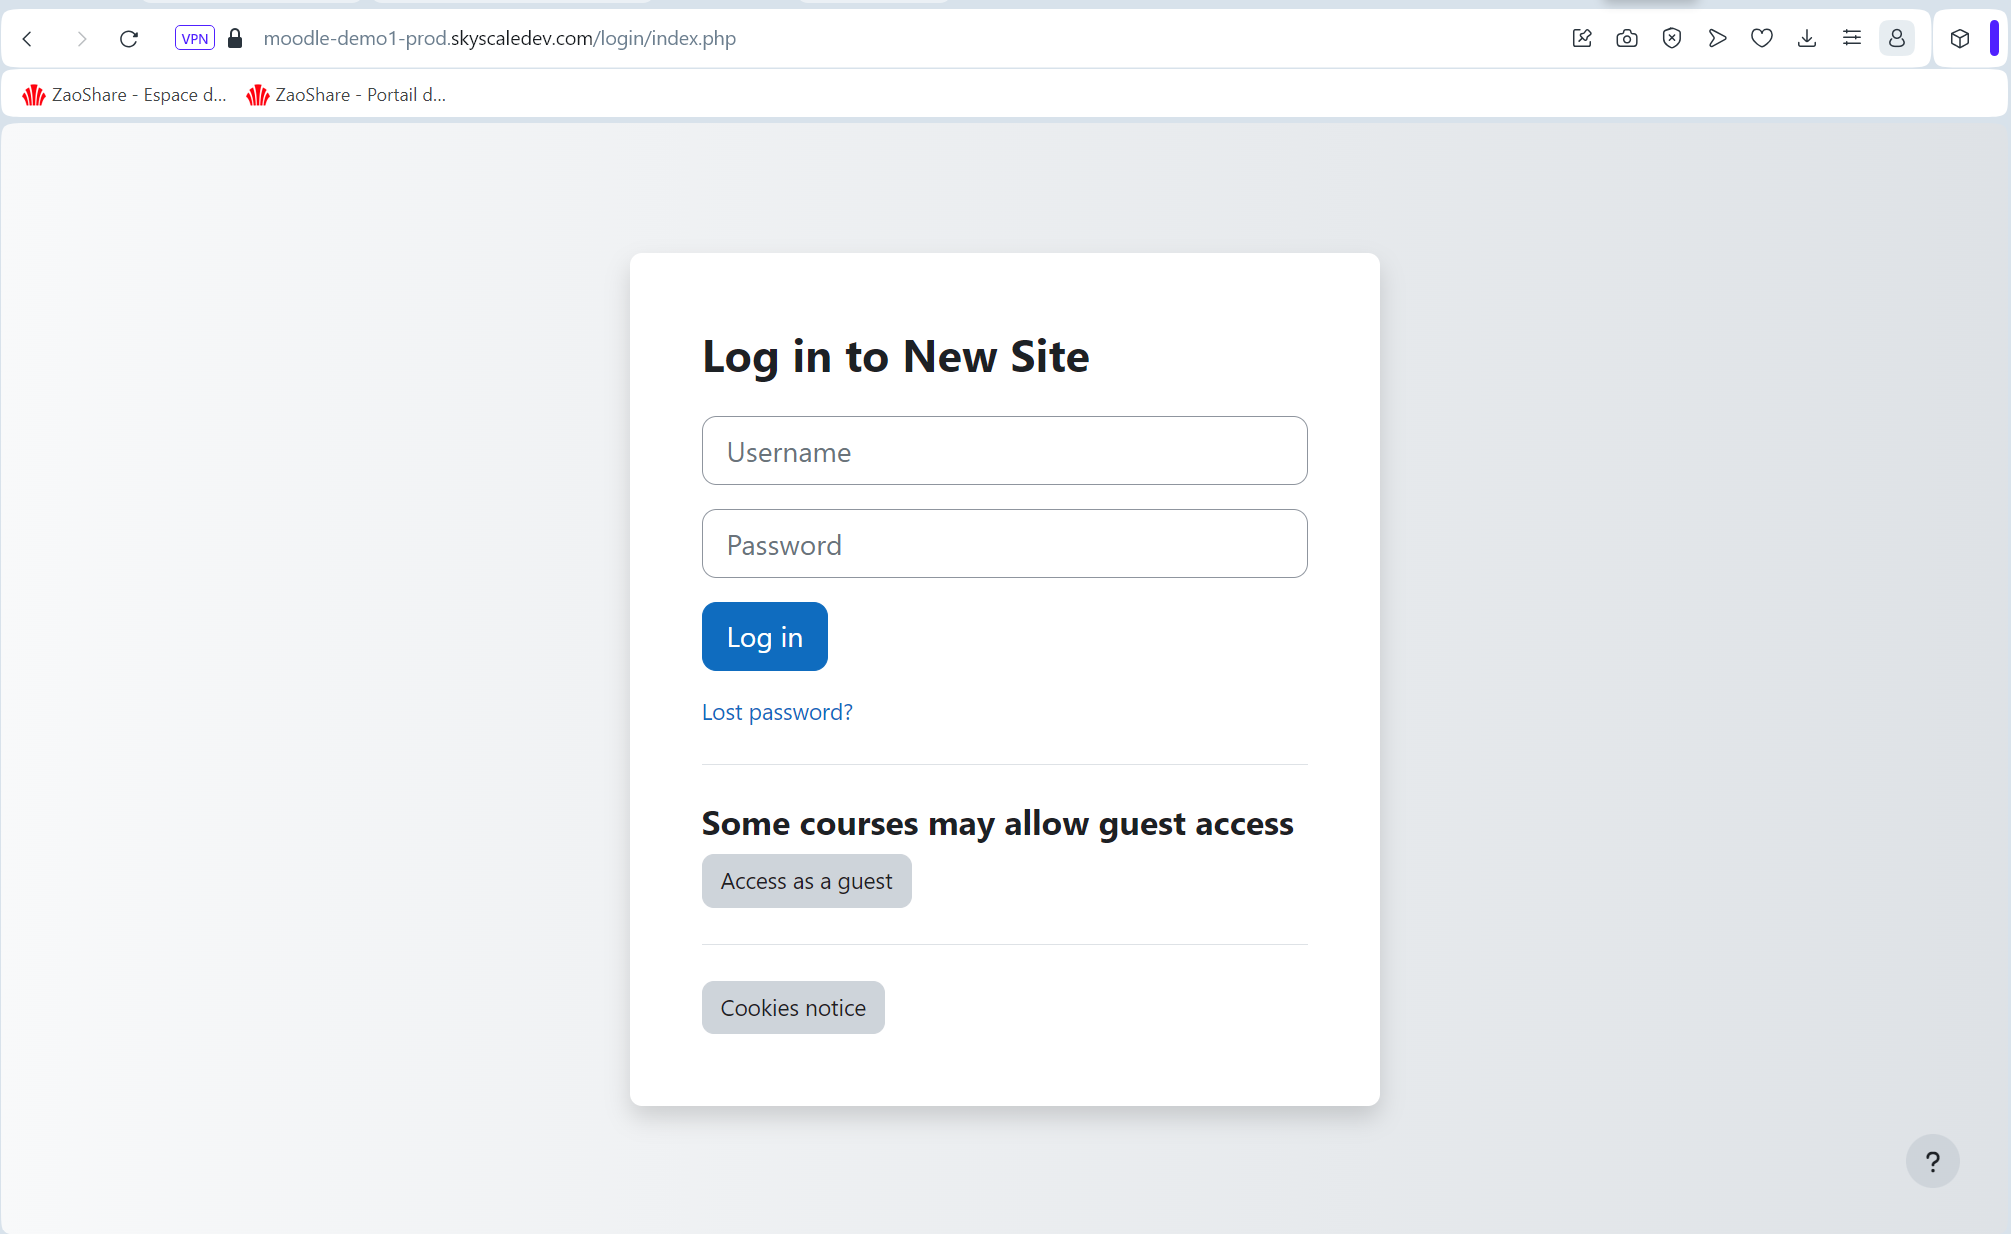 VPN
moodle-demo1-prod.skyscaledev.com/login/index.php
ZaoShare - Espace d... ZaoShare - Portail d...
Log in to New Site
Username
Password
Log in
Lost password?
Some courses may allow guest access
Access as a guest
Cookies notice
?